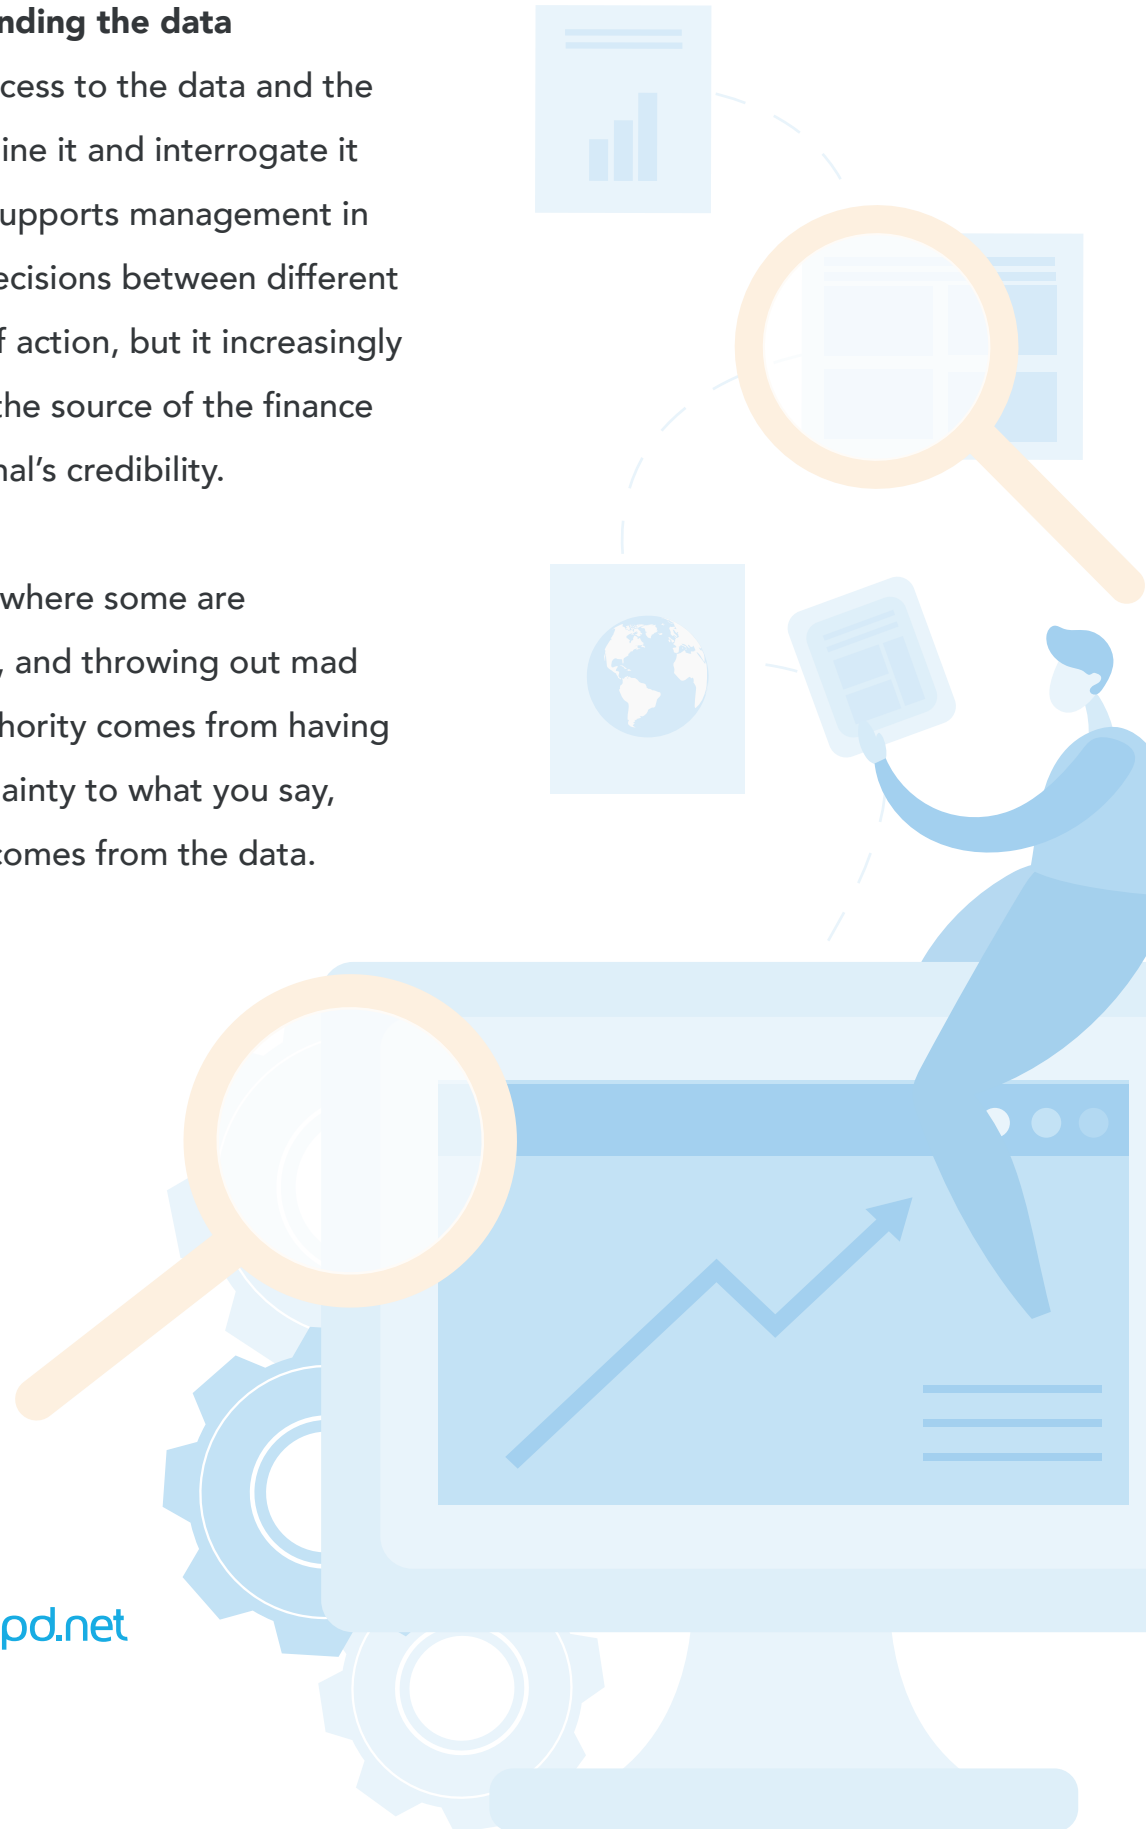 nding the data
cess to the data and the
ine it and interrogate it
upports management in
ecisions between different
f action, but it increasingly
the source of the finance
nal’s credibility.
where some are
, and throwing out mad
hority comes from having
ainty to what you say,
comes from the data.
pd.net